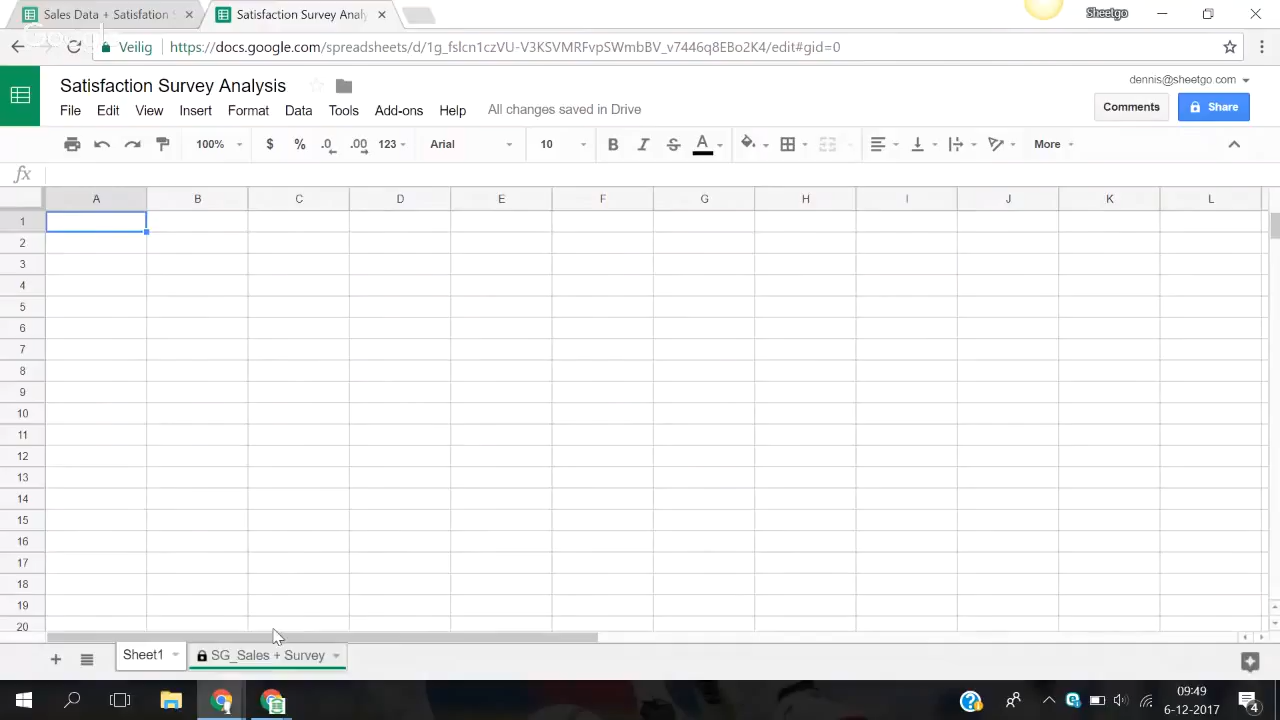 Sales Data + Satisfation S
Satisfaction Survey Analy
Sheetgo
Veilig
https://docs.google.com/spreadsheets/d/1g_fslcn1czVU-V3KSVMRFvpSWmbBV_v7446q8EBo2K4/edit#gid=0
Satisfaction Survey Analysis
dennis@sheetgo.com
File Edit View Insert Format Data Tools Add-ons Help All changes saved in Drive
Comments
Share
100% $ % .0 .00 123 Arial 10 B I S A More
fx
A B C D E F G H I J K L
1
2
3
4
5
6
7
8
9
10
11
12
13
14
15
16
17
18
19
20
Sheet1
SG_Sales + Survey
09:49
6-12-2017
4